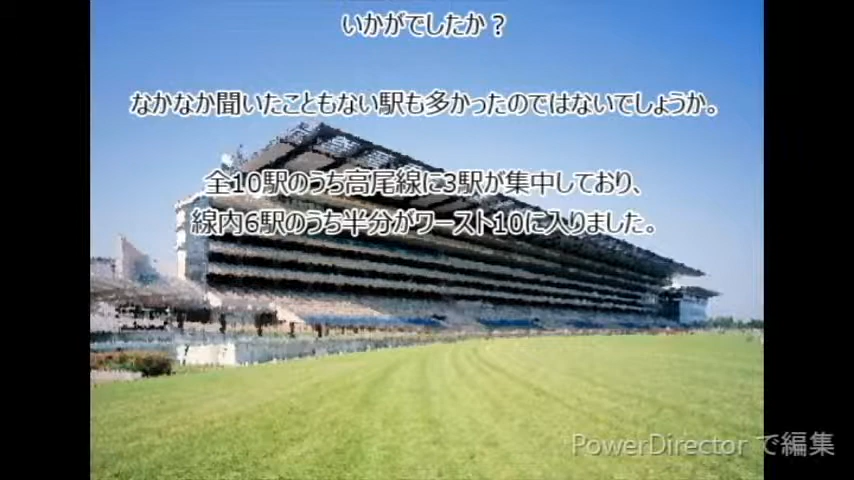 いかがでしたか？
なかなか聞いたこともない駅も多かったのではないでしょうか。
全10駅のうち高尾線に3駅が集中しており、
線内6駅のうち半分がワースト10に入りました。
PowerDirector で編集